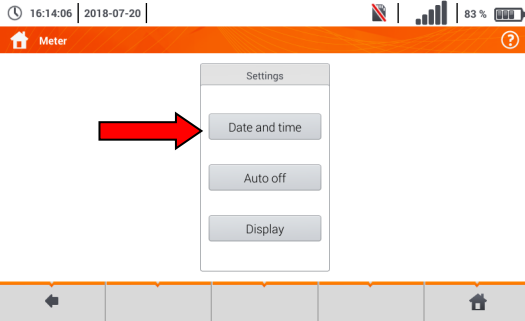 16:14:06 2018-07-20 83 %
Meter ?
Settings
Date and time
Auto off
Display